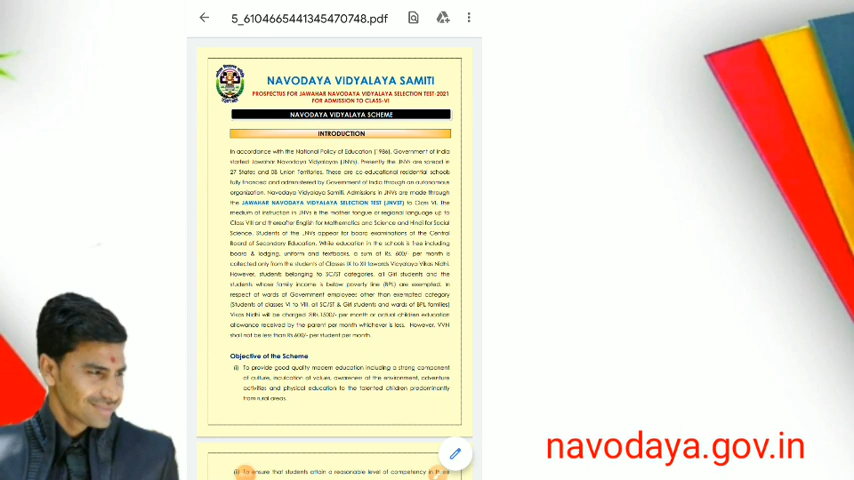 5_6104665441345470748.pdf
NAVODAYA VIDYALAYA SAMITI
PROSPECTUS FOR JAWAHAR NAVODAYA VIDYALAYA SELECTION TEST-2021
FOR ADMISSION TO CLASS-VI
NAVODAYA VIDYALAYA SCHEME
INTRODUCTION
In accordance with the National Policy of Education (1986), Government of India
started Jawahar Navodaya Vidyalayas (JNVs). Presently the JNVs are spread in
27 States and 08 Union Territories. These are co-educational residential schools
fully financed and administered by Government of India through an autonomous
organization, Navodaya Vidyalaya Samiti. Admissions in JNVs are made through
the JAWAHAR NAVODAYA VIDYALAYA SELECTION TEST (JNVST) to Class VI. The
medium of instruction in JNVs is the mother tongue or regional language up to
Class VIII and thereafter English for Mathematics and Science and Hindi for Social
Science. Students of the JNVs appear for board examinations of the Central
Board of Secondary Education. While education in the schools is free including
board & lodging, uniform and textbooks, a sum of Rs. 600/- per month is
collected only from the students of Classes IX to XII towards Vidyalaya Vikas Nidhi.
However, students belonging to SC/ST categories, all Girl students and the
students whose family income is below poverty line (BPL) are exempted. In
respect of wards of Government employees other than exempted category
(Students of classes VI to VIII, all SC/ST & Girl students and wards of BPL families)
Vikas Nidhi will be charged @Rs.1500/- per month or actual children education
allowance received by the parent per month whichever is less. However, VVN
shall not be less than Rs.600/- per student per month.
Objective of the Scheme
(i) To provide good quality modern education including a strong component
of culture, inculcation of values, awareness of the environment, adventure
activities and physical education to the talented children predominantly
from rural areas.
(ii) To ensure that students attain a reasonable level of competency in three
navodaya.gov.in